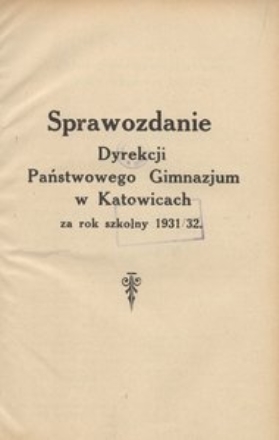 Sprawozdanie
Dyrekcji
Państwowego Gimnazjum
w Katowicach
za rok szkolny 1931/32.